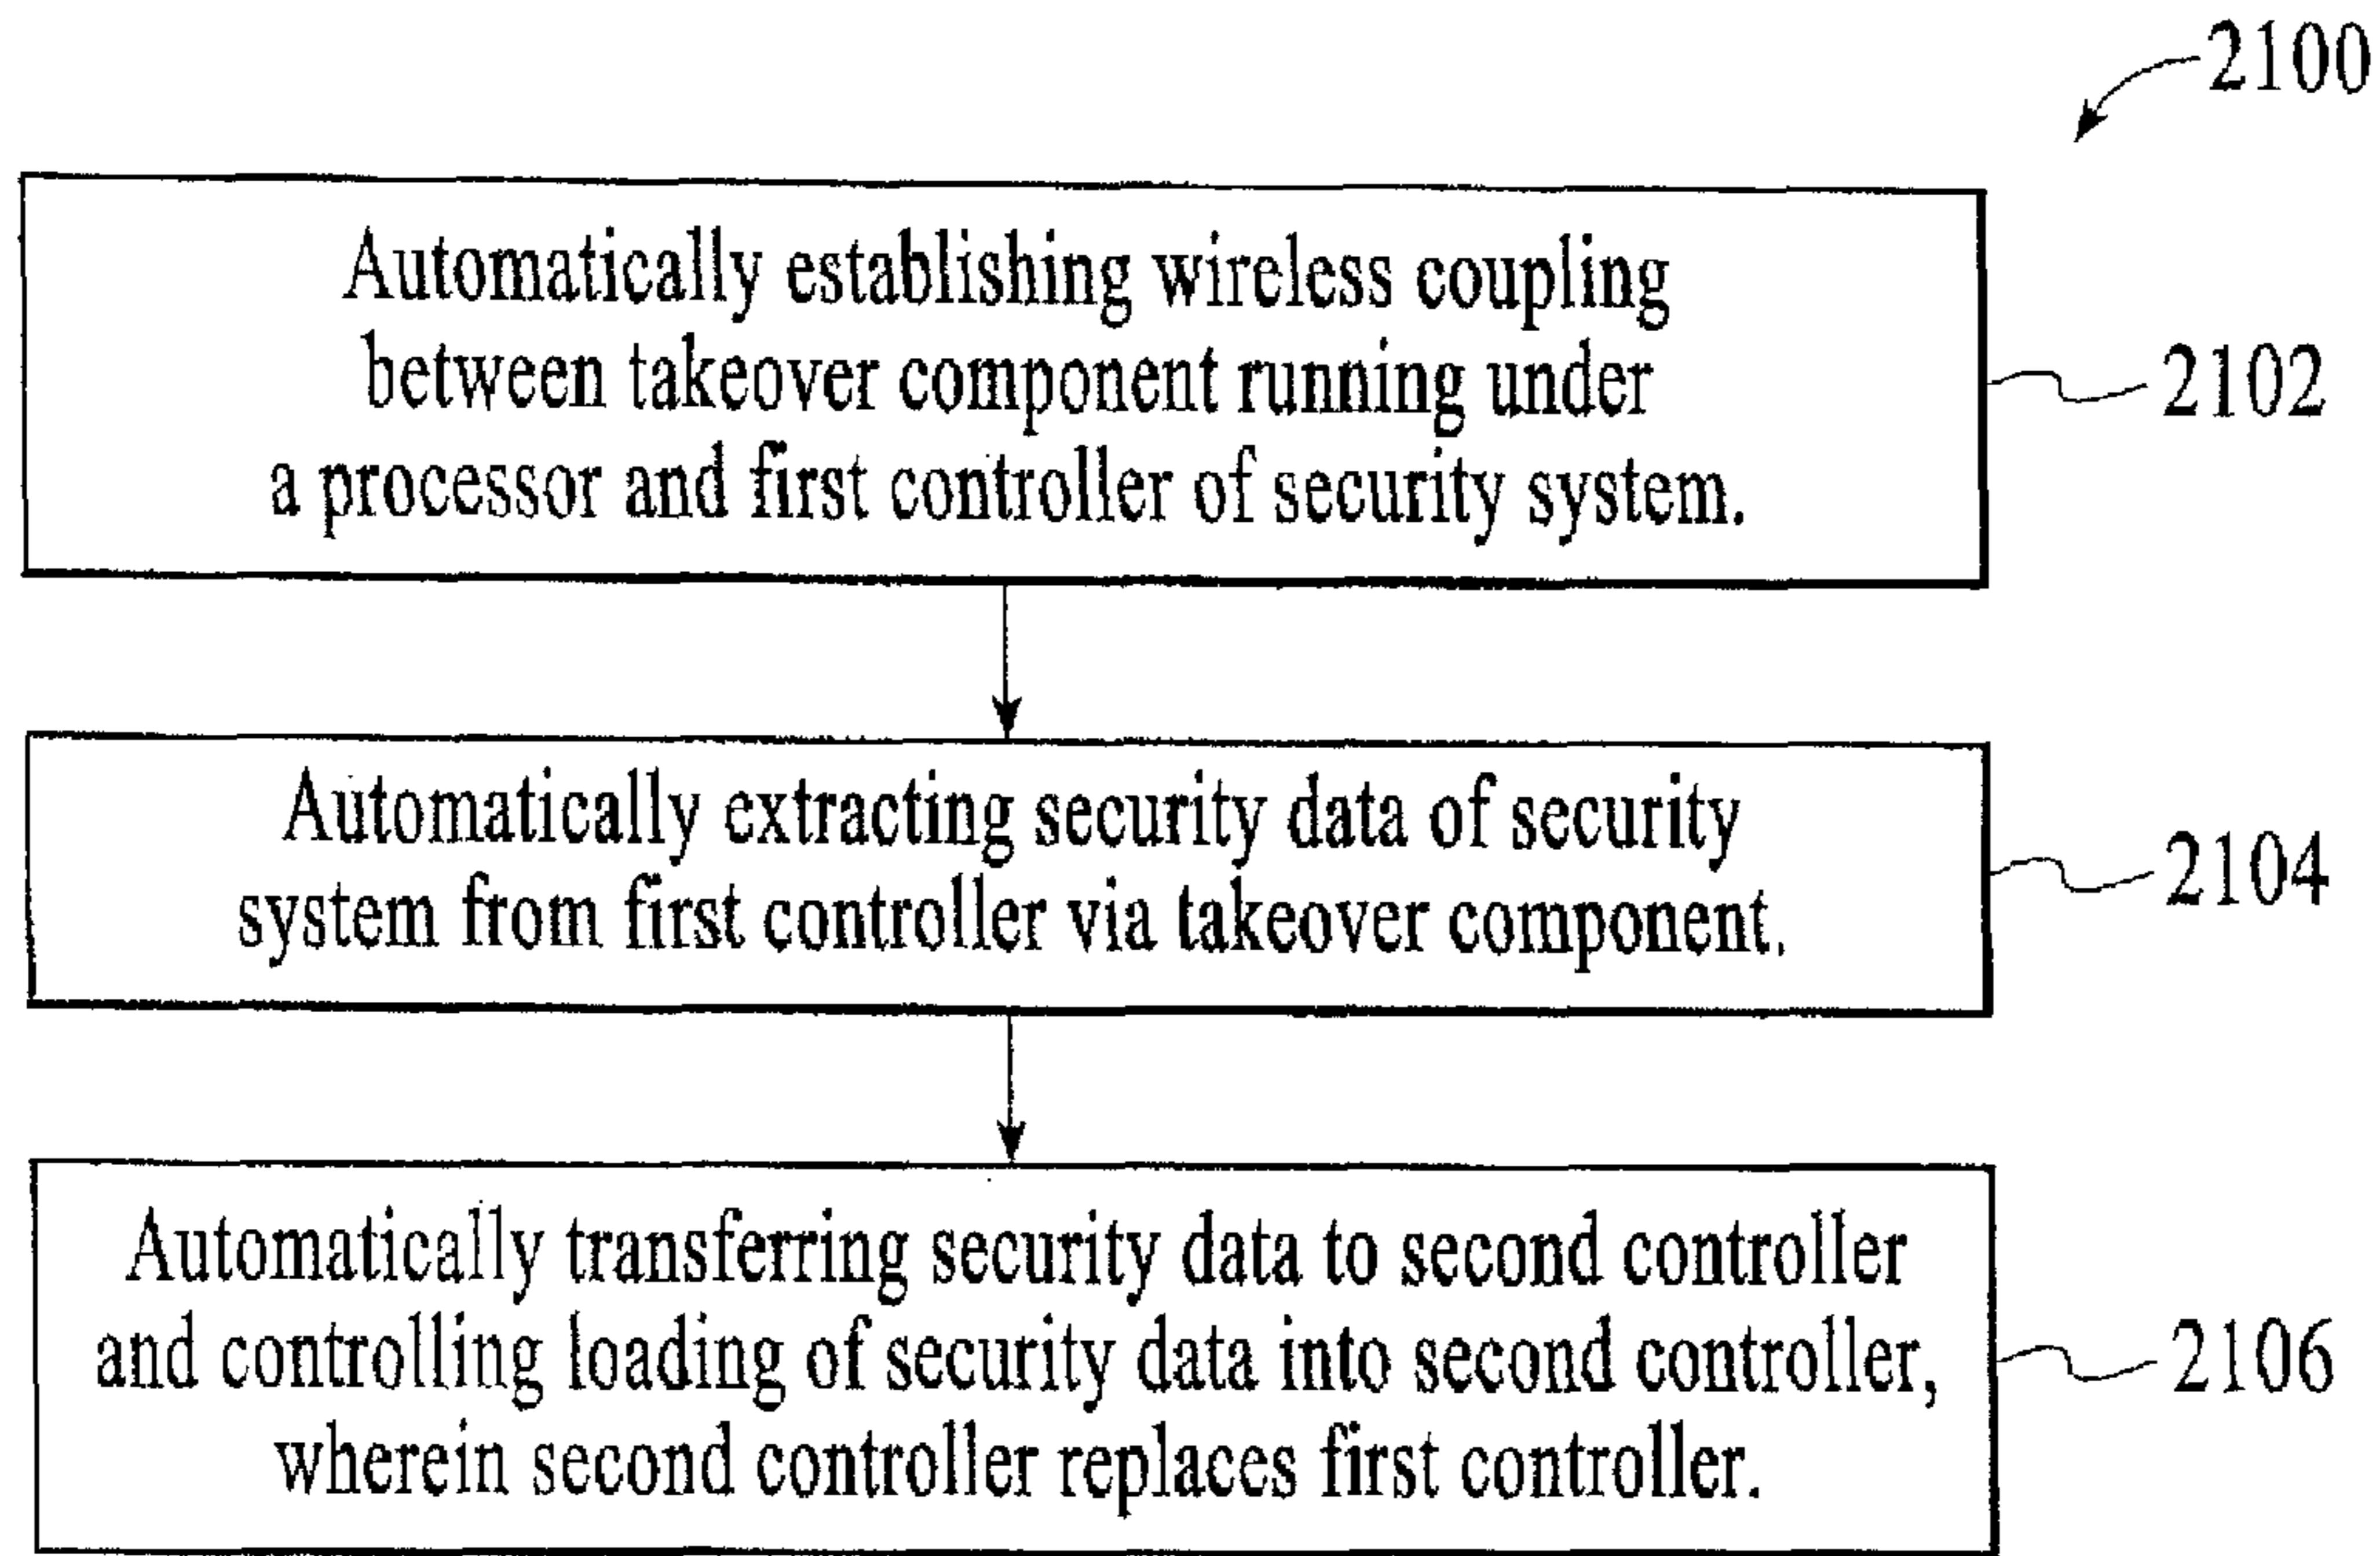 2100
Automatically establishing wireless coupling
between takeover component running under
a processor and first controller of security system.
2102
Automatically extracting security data of security
system from first controller via takeover component.
2104
Automatically transferring security data to second controller
and controlling loading of security data into second controller,
wherein second controller replaces first controller.
2106